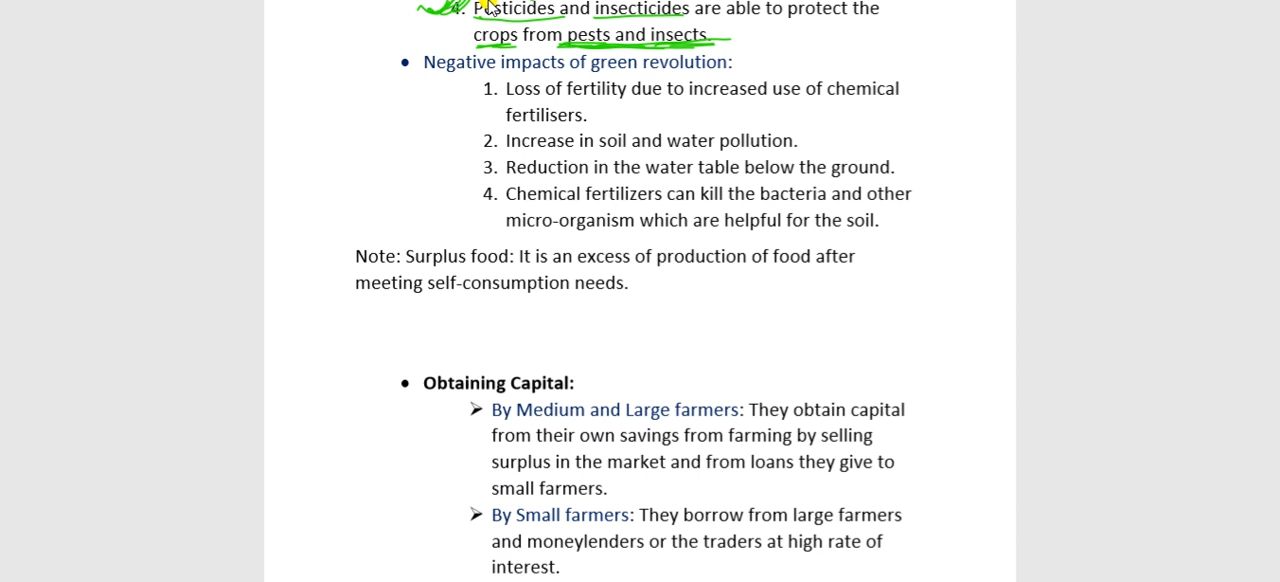 4. Pesticides and insecticides are able to protect the
crops from pests and insects.
• Negative impacts of green revolution:
1. Loss of fertility due to increased use of chemical
fertilisers.
2. Increase in soil and water pollution.
3. Reduction in the water table below the ground.
4. Chemical fertilizers can kill the bacteria and other
micro-organism which are helpful for the soil.
Note: Surplus food: It is an excess of production of food after
meeting self-consumption needs.
• Obtaining Capital:
➢ By Medium and Large farmers: They obtain capital
from their own savings from farming by selling
surplus in the market and from loans they give to
small farmers.
➢ By Small farmers: They borrow from large farmers
and moneylenders or the traders at high rate of
interest.